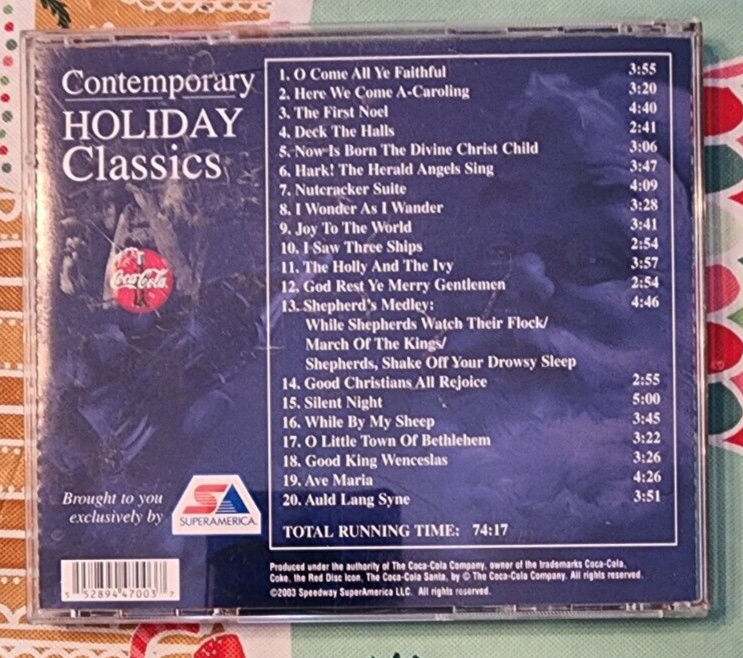 Contemporary
HOLIDAY
Classics
1. O Come All Ye Faithful 3:55
2. Here We Come A-Caroling 3:20
3. The First Noel 4:40
4. Deck The Halls 2:41
5. Now Is Born The Divine Christ Child 3:06
6. Hark! The Herald Angels Sing 3:47
7. Nutcracker Suite 4:09
8. I Wonder As I Wander 3:28
9. Joy To The World 3:41
10. I Saw Three Ships 2:54
11. The Holly And The Ivy 3:57
12. God Rest Ye Merry Gentlemen 2:54
13. Shepherd's Medley: 4:46
While Shepherds Watch Their Flock/
March Of The Kings/
Shepherds, Shake Off Your Drowsy Sleep
14. Good Christians All Rejoice 2:55
15. Silent Night 5:00
16. While By My Sheep 3:45
17. O Little Town Of Bethlehem 3:22
18. Good King Wenceslas 3:26
19. Ave Maria 4:26
20. Auld Lang Syne 3:51
TOTAL RUNNING TIME: 74:17
Coca-Cola
Brought to you
exclusively by
SA
SUPERAMERICA
5 52894 47003 7
Produced under the authority of The Coca-Cola Company, owner of the trademarks Coca-Cola,
Coke, the Red Disc Icon, The Coca-Cola Santa, by © The Coca-Cola Company. All rights reserved.
©2003 Speedway SuperAmerica LLC. All rights reserved.